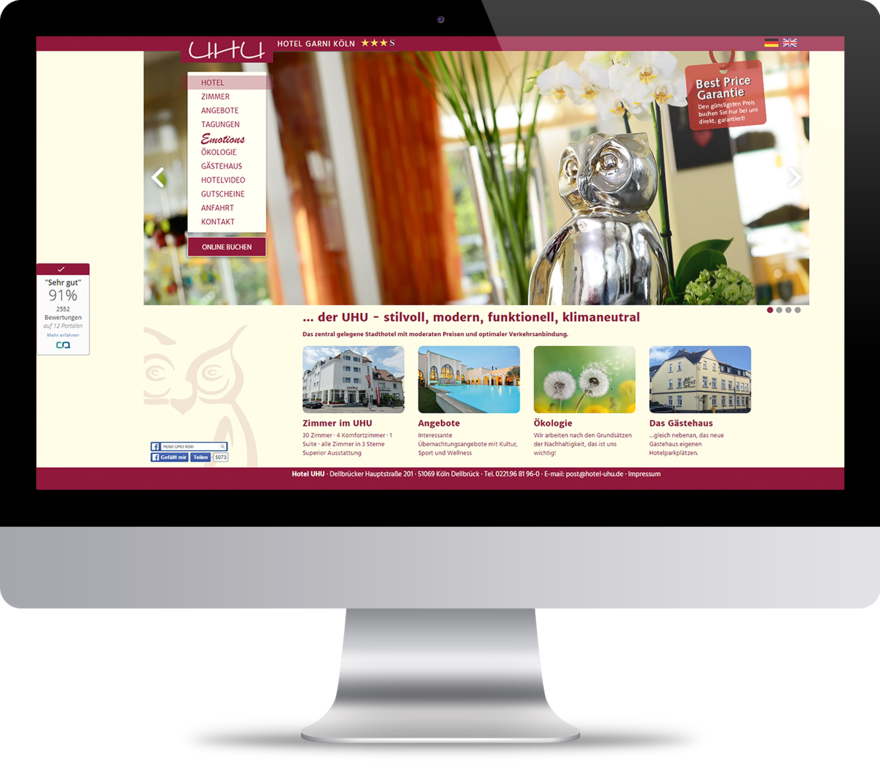 UHU
HOTEL GARNI KÖLN ★★★S
HOTEL
ZIMMER
ANGEBOTE
TAGUNGEN
Emotions
ÖKOLOGIE
GÄSTEHAUS
HOTELVIDEO
GUTSCHEINE
ANFAHRT
KONTAKT
ONLINE BUCHEN
Best Price
Garantie
Den günstigsten Preis
buchen Sie nur bei uns
direkt, garantiert!
"Sehr gut"
91%
2552
Bewertungen
auf 12 Portalen
Mehr erfahren
CQ
... der UHU - stilvoll, modern, funktionell, klimaneutral
Das zentral gelegene Stadthotel mit moderaten Preisen und optimaler Verkehrsanbindung.
Zimmer im UHU
30 Zimmer · 4 Komfortzimmer · 1
Suite · alle Zimmer in 3 Sterne
Superior Ausstattung
Angebote
Interessante
Übernachtungsangebote mit Kultur,
Sport und Wellness
Ökologie
Wir arbeiten nach den Grundsätzen
der Nachhaltigkeit, das ist uns
wichtig!
Das Gästehaus
...gleich nebenan, das neue
Gästehaus eigenen
Hotelparkplätzen.
Hotel UHU Köln
Gefällt mir Teilen 5073
Hotel UHU · Dellbrücker Hauptstraße 201 · 51069 Köln Dellbrück · Tel. 0221.96 81 96-0 · E-mail: post@hotel-uhu.de · Impressum